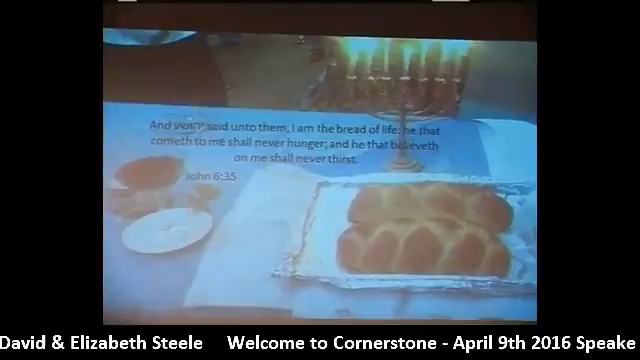 And said unto them, I am the bread of life: he that
cometh to me shall never hunger; and he that believeth
on me shall never thirst.
John 6:35
David & Elizabeth Steele Welcome to Cornerstone - April 9th 2016 Speake